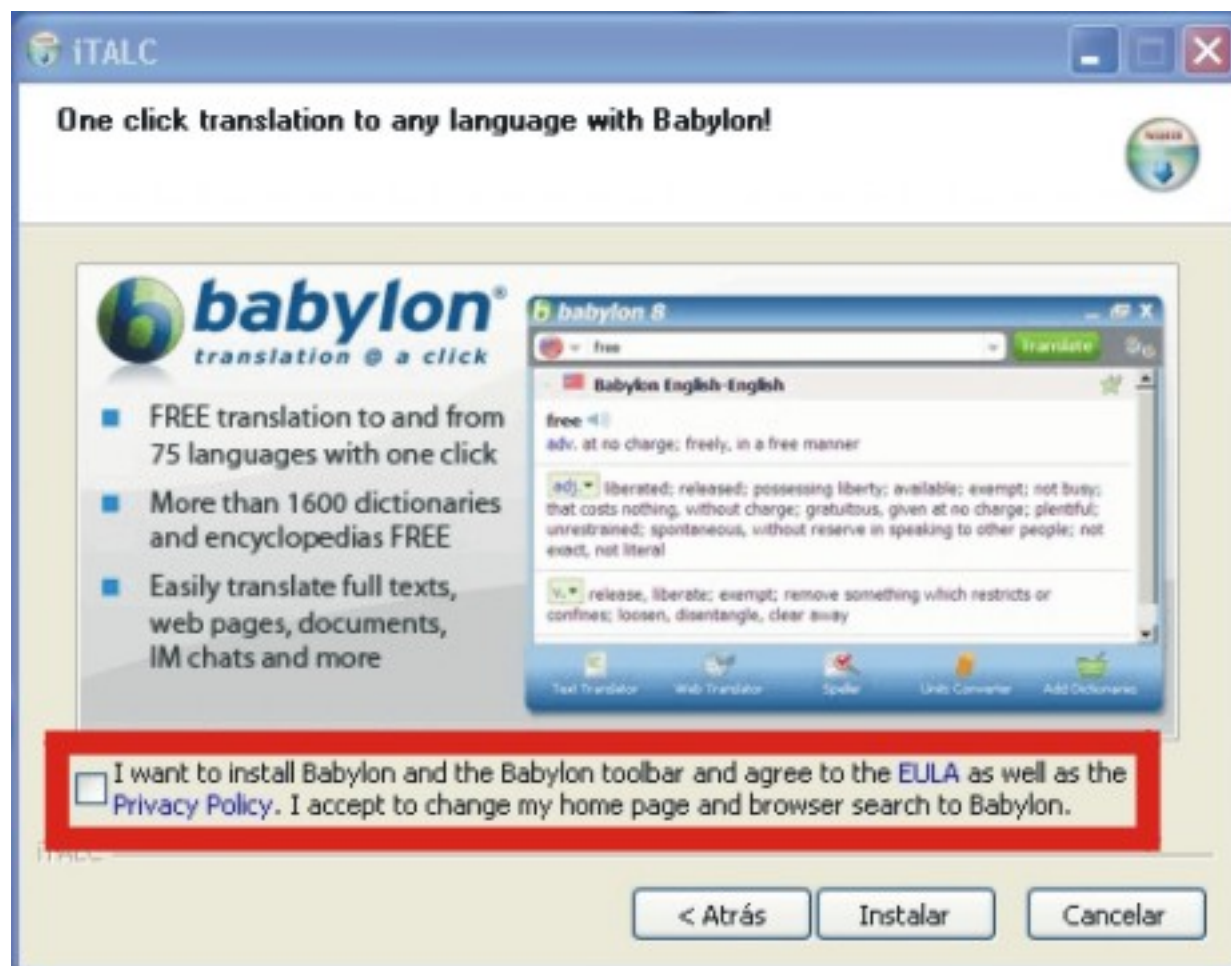 iTALC
One click translation to any language with Babylon!
babylon®
translation @ a click
FREE translation to and from
75 languages with one click
More than 1600 dictionaries
and encyclopedias FREE
Easily translate full texts,
web pages, documents,
IM chats and more
babylon 8
free
Translate
Babylon English-English
free
adv. at no charge; freely, in a free manner
adj. liberated; released; possessing liberty; available; exempt; not busy;
that costs nothing, without charge; gratuitous, given at no charge; plentiful;
unrestrained; spontaneous, without reserve in speaking to other people; not
exact, not literal
v. release, liberate; exempt; remove something which restricts or
confines; loosen, disentangle, clear away
Text Translator Web Translator Speller Units Converter Add Dictionaries
I want to install Babylon and the Babylon toolbar and agree to the EULA as well as the
Privacy Policy. I accept to change my home page and browser search to Babylon.
iTALC
< Atrás Instalar Cancelar